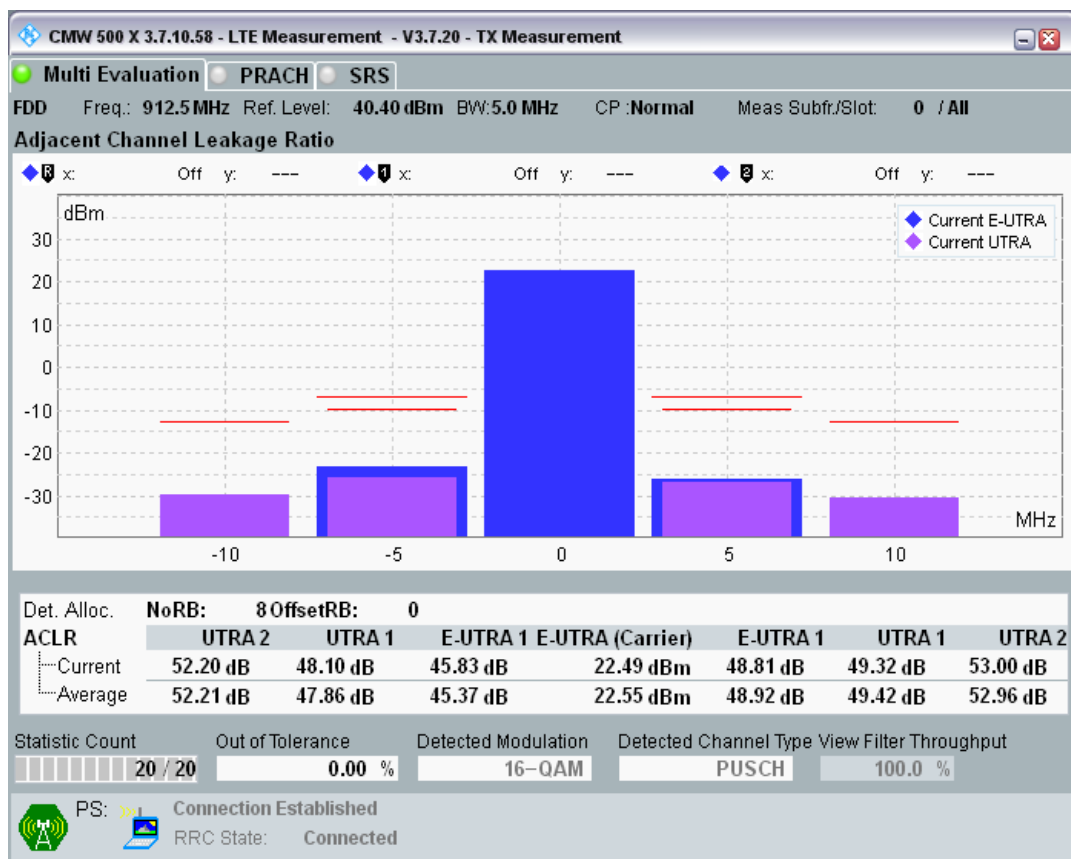 CMW 500 X 3.7.10.58 - LTE Measurement - V3.7.20 - TX Measurement
Multi Evaluation PRACH SRS
FDD Freq.: 912.5 MHz Ref. Level: 40.40 dBm BW:5.0 MHz CP :Normal Meas Subfr./Slot: 0 / All
Adjacent Channel Leakage Ratio
R x: Off y: --- 1 x: Off y: --- 2 x: Off y: ---
dBm
Current E-UTRA
Current UTRA
30
20
10
0
-10
-20
-30
MHz
-10 -5 0 5 10
Det. Alloc. NoRB: 8 OffsetRB: 0
ACLR UTRA 2 UTRA 1 E-UTRA 1 E-UTRA (Carrier) E-UTRA 1 UTRA 1 UTRA 2
Current 52.20 dB 48.10 dB 45.83 dB 22.49 dBm 48.81 dB 49.32 dB 53.00 dB
Average 52.21 dB 47.86 dB 45.37 dB 22.55 dBm 48.92 dB 49.42 dB 52.96 dB
Statistic Count Out of Tolerance Detected Modulation Detected Channel Type View Filter Throughput
20 / 20 0.00 % 16-QAM PUSCH 100.0 %
PS: Connection Established
RRC State: Connected